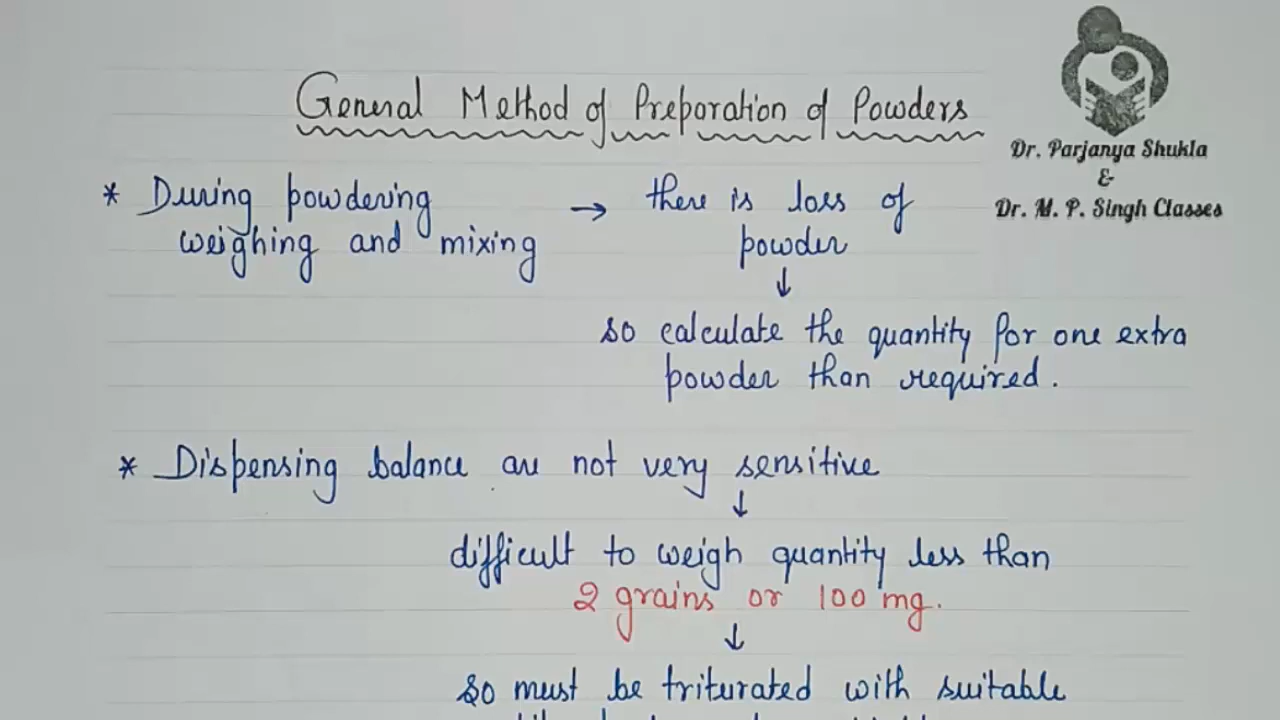 General Method of Preparation of Powders
Dr. Parjanya Shukla
&
Dr. M. P. Singh Classes
* During powdering → there is loss of
weighing and mixing powder
↓
so calculate the quantity for one extra
powder than required.
* Dispensing balance are not very sensitive
↓
difficult to weigh quantity less than
2 grains or 100 mg.
↓
so must be triturated with suitable